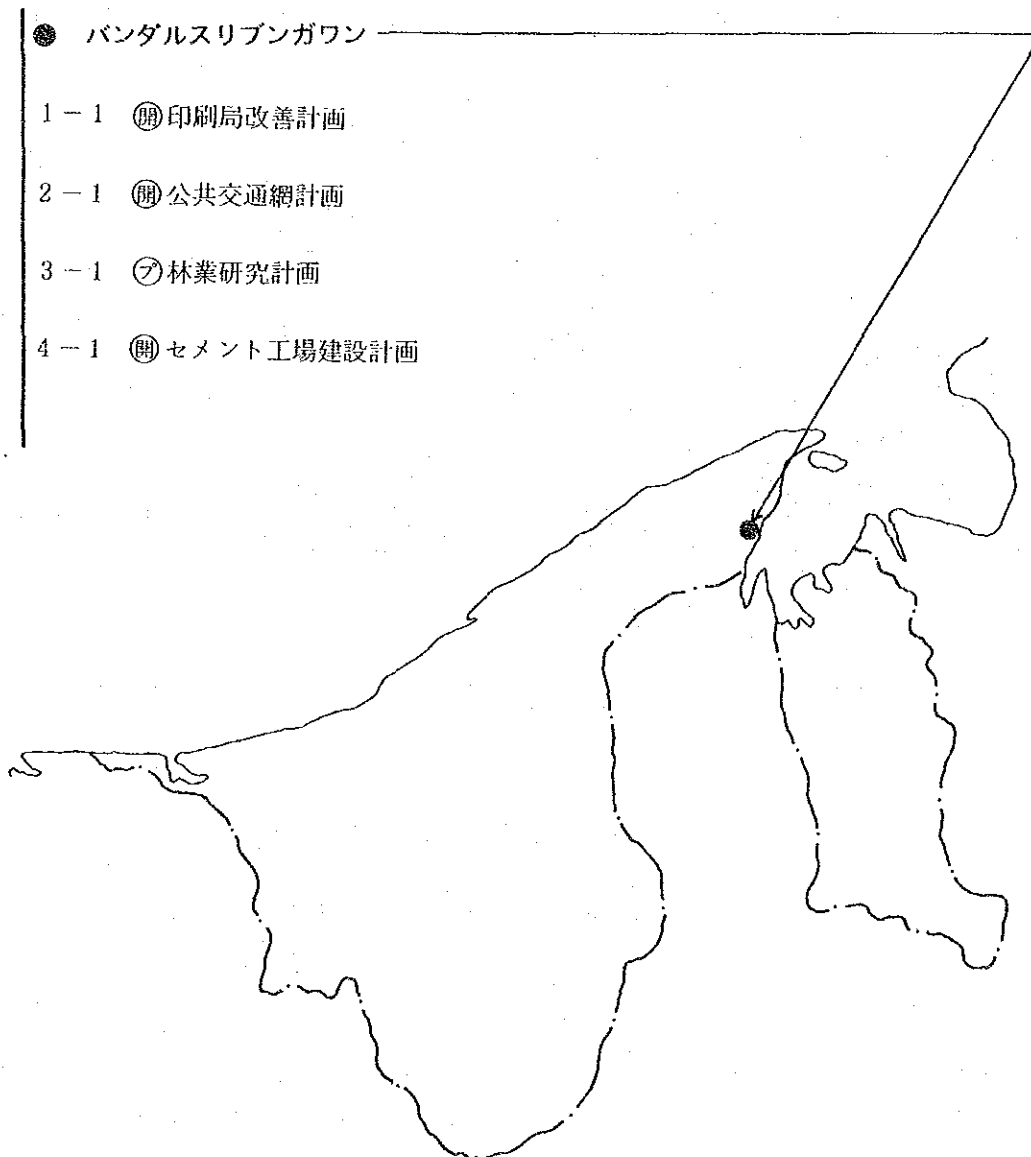 ● バンダルスリブンガワン
1－1 ㊐印刷局改善計画
2－1 ㊐公共交通網計画
3－1 ㋫゚林業研究計画
4－1 ㊐セメント工場建設計画